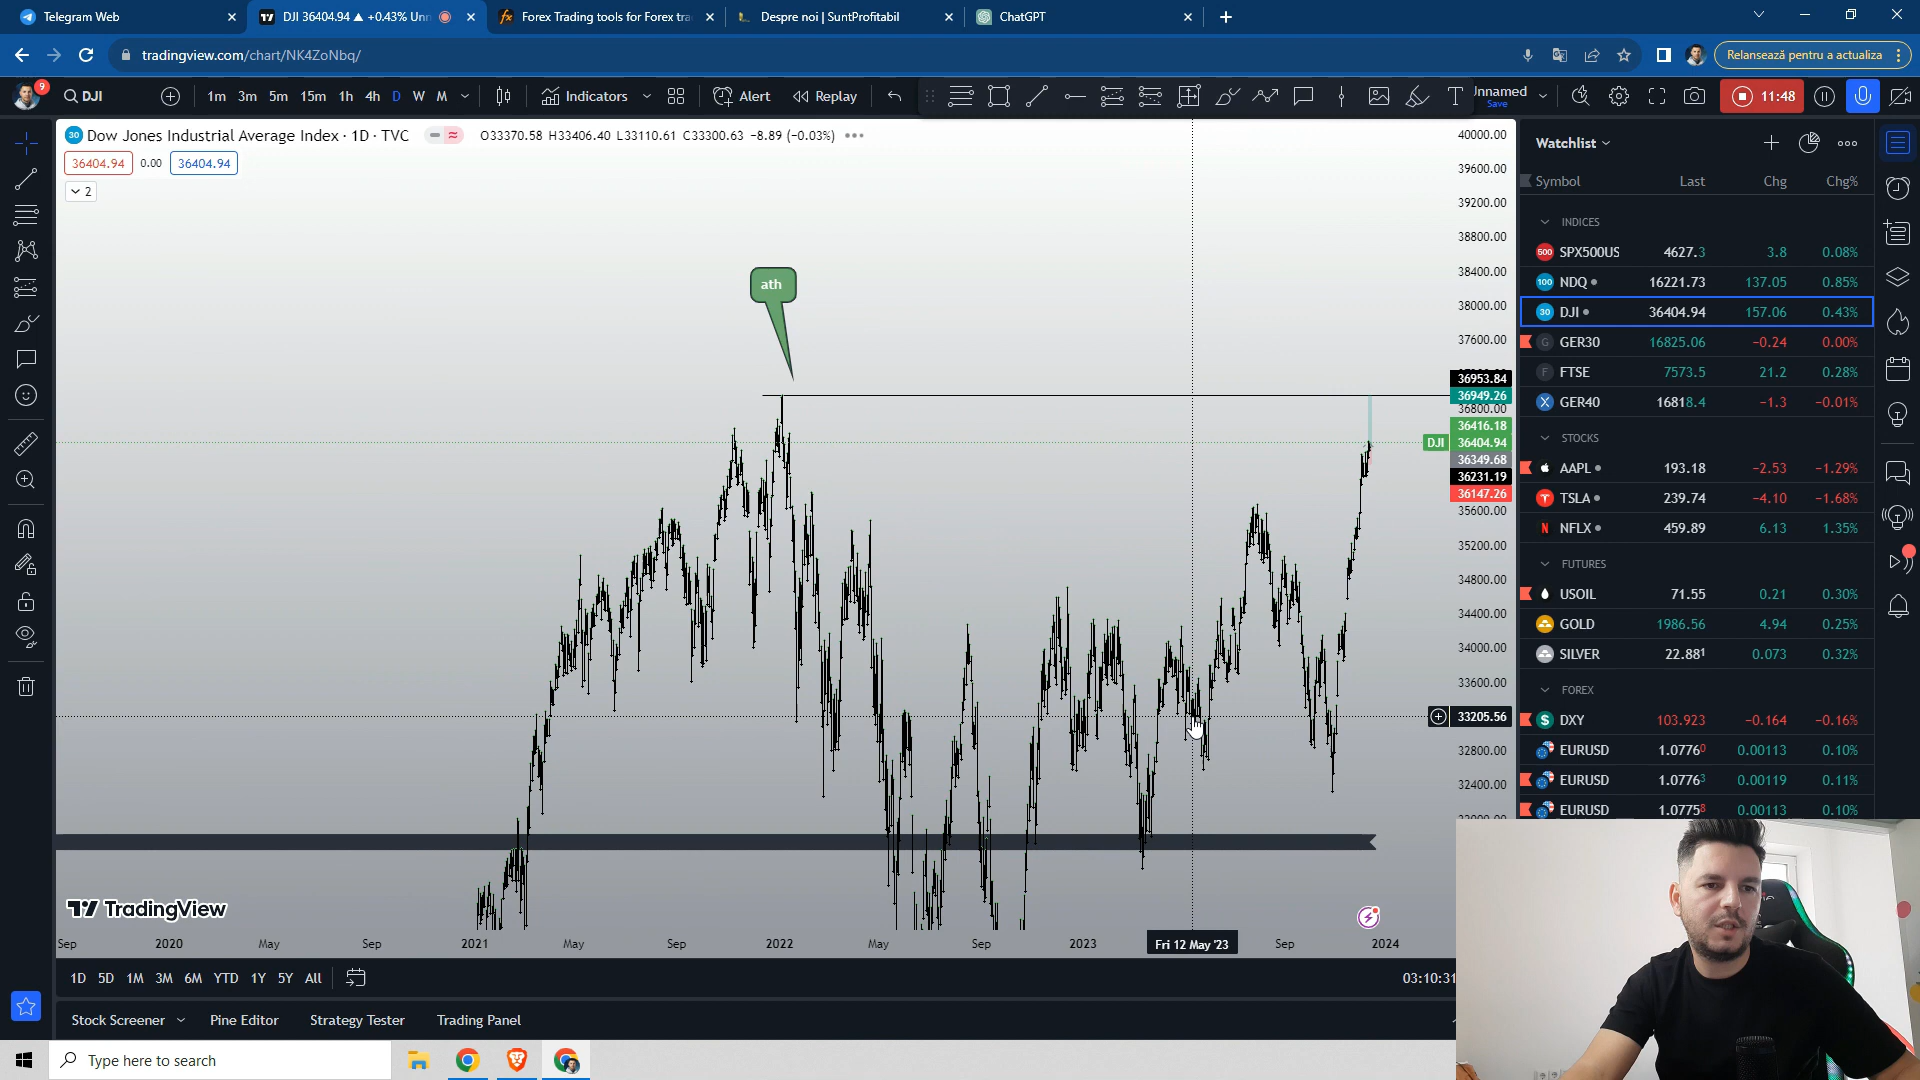 Telegram Web
DJI 36404.94 ▲ +0.43% Unn
Forex Trading tools for Forex tra
Despre noi | SuntProfitabil
ChatGPT
tradingview.com/chart/NK4ZoNbq/
Relansează pentru a actualiza
9
DJI
1m 3m 5m 15m 1h 4h D W M
Indicators
Alert
Replay
T
Unnamed
Save
11:48
30 Dow Jones Industrial Average Index · 1D · TVC
O33370.58 H33406.40 L33110.61 C33300.63 −8.89 (−0.03%)
36404.94 0.00 36404.94
2
ath
40000.00
39600.00
39200.00
38800.00
38400.00
38000.00
37600.00
36953.84
36949.26
36800.00
36416.18
DJI 36404.94
36349.68
36231.19
36147.26
35600.00
35200.00
34800.00
34400.00
34000.00
33600.00
33205.56
32800.00
32400.00
TradingView
Sep 2020 May Sep 2021 May Sep 2022 May Sep 2023 Fri 12 May '23 Sep 2024
1D 5D 1M 3M 6M YTD 1Y 5Y All
03:10:31
Stock Screener Pine Editor Strategy Tester Trading Panel
Watchlist
Symbol Last Chg Chg%
INDICES
500 SPX500US 4627.3 3.8 0.08%
100 NDQ 16221.73 137.05 0.85%
30 DJI 36404.94 157.06 0.43%
G GER30 16825.06 −0.24 0.00%
F FTSE 7573.5 21.2 0.28%
X GER40 16818.4 −1.3 −0.01%
STOCKS
AAPL 193.18 −2.53 −1.29%
TSLA 239.74 −4.10 −1.68%
N NFLX 459.89 6.13 1.35%
FUTURES
USOIL 71.55 0.21 0.30%
GOLD 1986.56 4.94 0.25%
SILVER 22.881 0.073 0.32%
FOREX
$ DXY 103.923 −0.164 −0.16%
EURUSD 1.07760 0.00113 0.10%
EURUSD 1.07763 0.00119 0.11%
EURUSD 1.07758 0.00113 0.10%
Type here to search